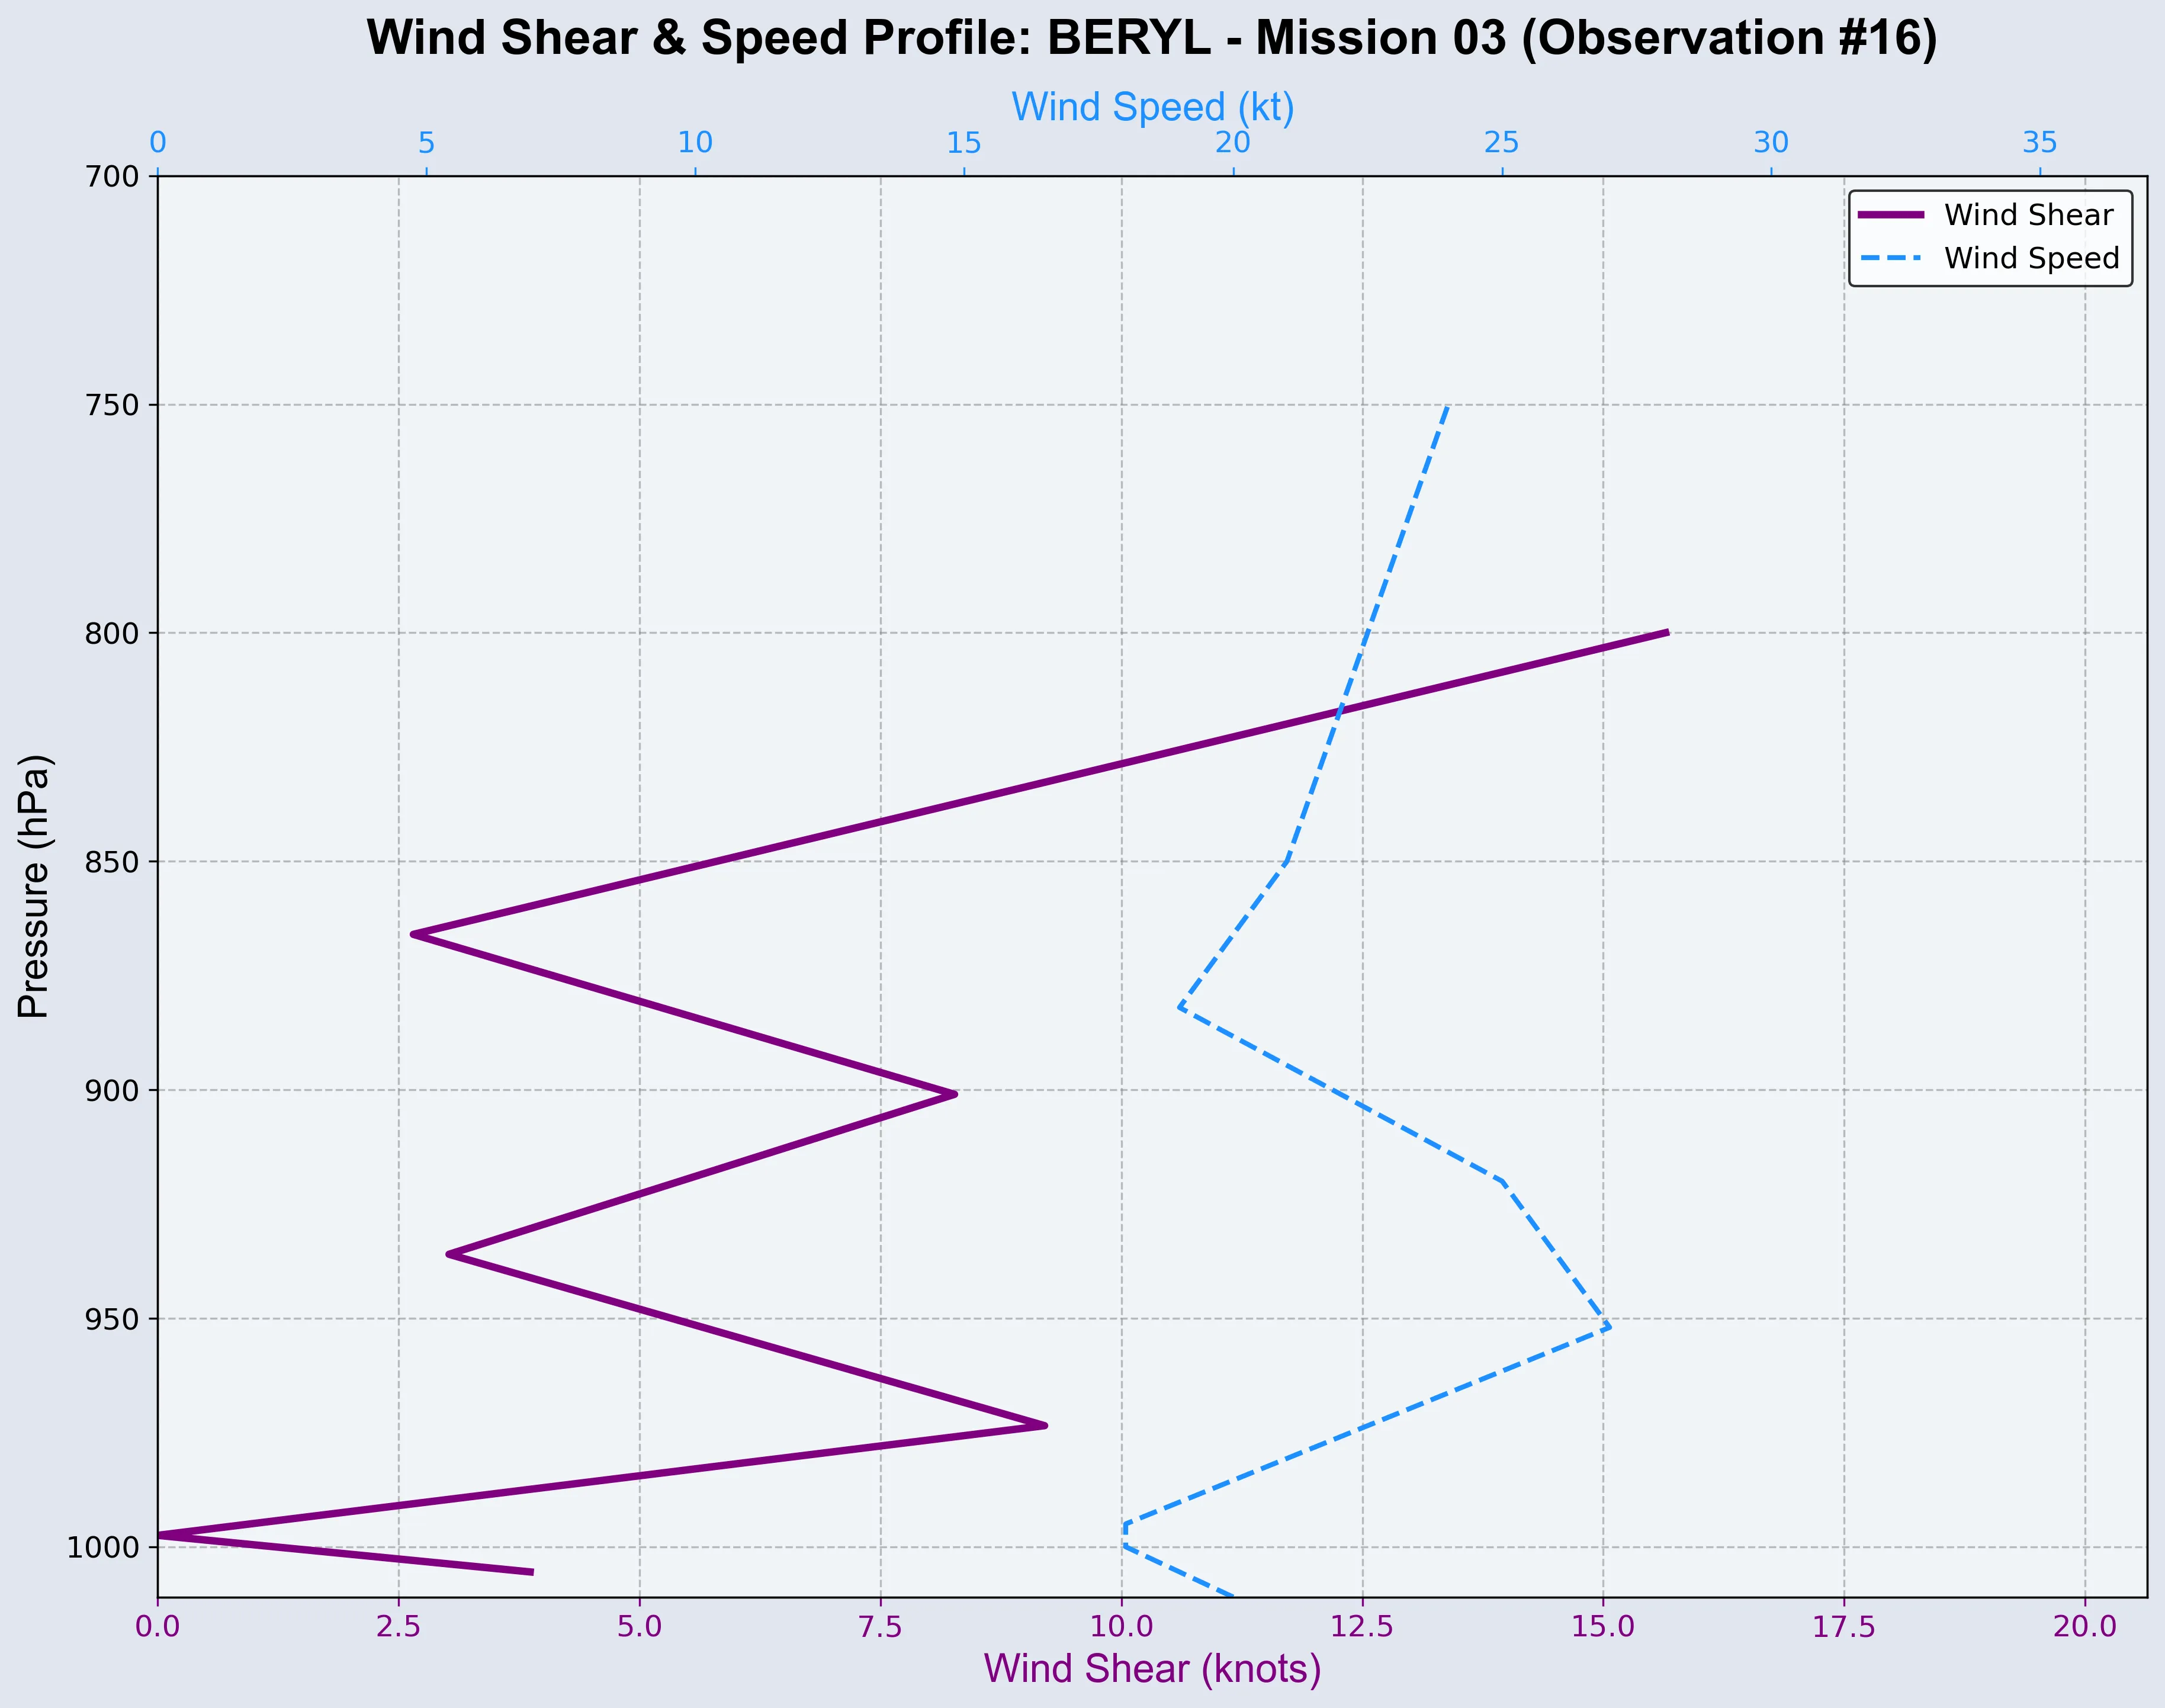 Wind Shear & Speed Profile: BERYL - Mission 03 (Observation #16)
Wind Speed (kt)
0 5 10 15 20 25 30 35
Wind Shear
Wind Speed
700
750
800
850
900
950
1000
Pressure (hPa)
0.0 2.5 5.0 7.5 10.0 12.5 15.0 17.5 20.0
Wind Shear (knots)